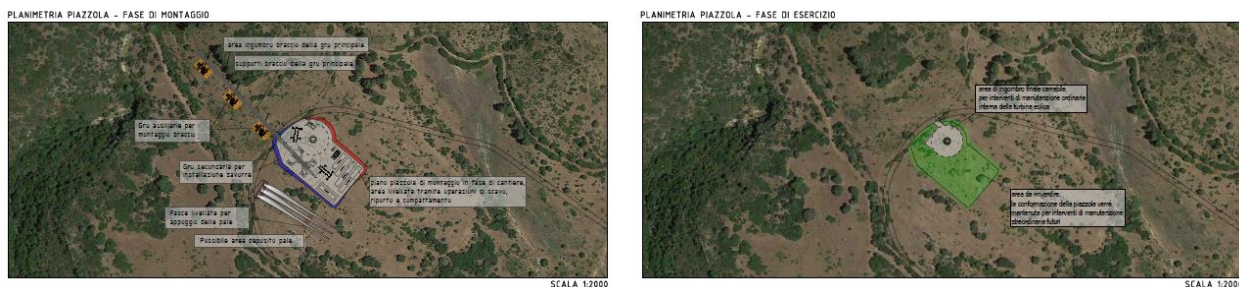 PLANIMETRIA PIAZZOLA - FASE DI MONTAGGIO
area ingombro braccio della gru principale
supporti braccio della gru principale
Gru ausiliarie per
montaggio braccio
Gru secondaria per
installazione zavorre
piano piazzola di montaggio in fase di cantiere,
area livellata tramite operazioni di scavo,
riporto e compattamento
Fasce livellate per
appoggio delle pale
Possibile area deposito pale
SCALA 1:2000
PLANIMETRIA PIAZZOLA - FASE DI ESERCIZIO
area di ingombro finale carrabile
per interventi di manutenzione ordinaria
interna della turbina eolica
area da rinverdire.
la conformazione della piazzola verrà
mantenuta per interventi di manutenzione
straordinaria futuri
SCALA 1:2000